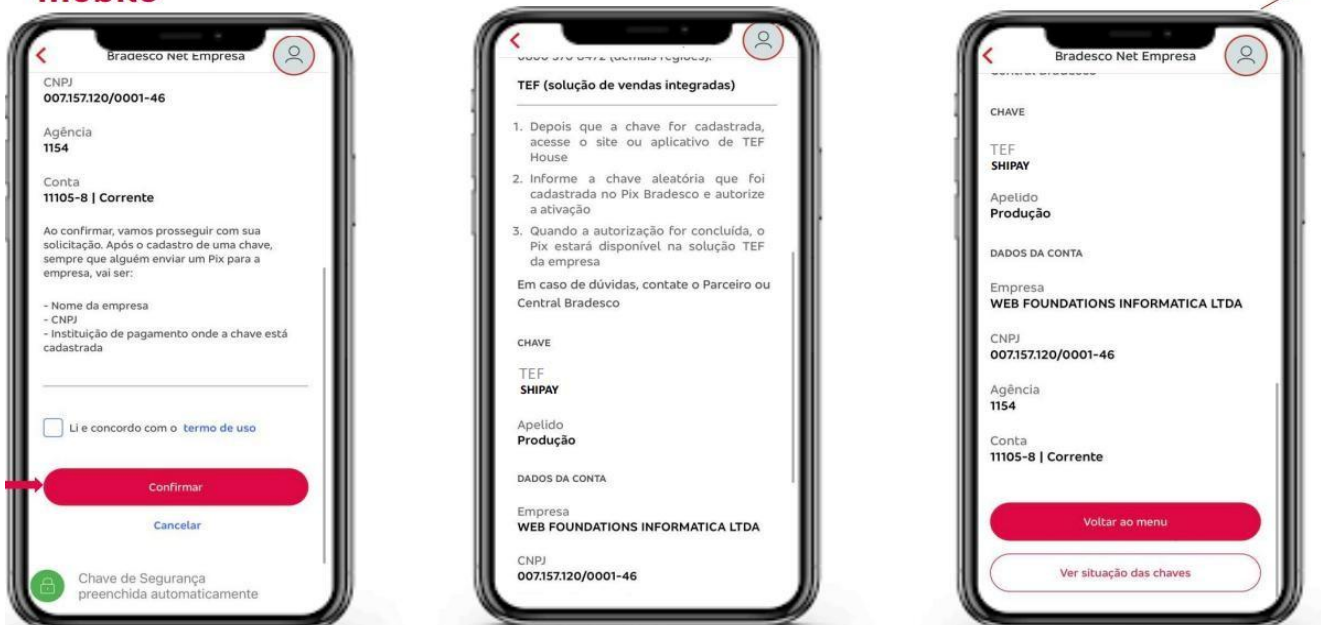 mobile
Bradesco Net Empresa
CNPJ
007.157.120/0001-46
Agência
1154
Conta
11105-8 | Corrente
Ao confirmar, vamos prosseguir com sua
solicitação. Após o cadastro de uma chave,
sempre que alguém enviar um Pix para a
empresa, vai ser:
- Nome da empresa
- CNPJ
- Instituição de pagamento onde a chave está
cadastrada
Li e concordo com o termo de uso
Confirmar
Cancelar
Chave de Segurança
preenchida automaticamente
0800 570 8472 (demais regiões).
TEF (solução de vendas integradas)
1. Depois que a chave for cadastrada,
acesse o site ou aplicativo de TEF
House
2. Informe a chave aleatória que foi
cadastrada no Pix Bradesco e autorize
a ativação
3. Quando a autorização for concluída, o
Pix estará disponível na solução TEF
da empresa
Em caso de dúvidas, contate o Parceiro ou
Central Bradesco
CHAVE
TEF
SHIPAY
Apelido
Produção
DADOS DA CONTA
Empresa
WEB FOUNDATIONS INFORMATICA LTDA
CNPJ
007.157.120/0001-46
Bradesco Net Empresa
Central Bradesco
CHAVE
TEF
SHIPAY
Apelido
Produção
DADOS DA CONTA
Empresa
WEB FOUNDATIONS INFORMATICA LTDA
CNPJ
007.157.120/0001-46
Agência
1154
Conta
11105-8 | Corrente
Voltar ao menu
Ver situação das chaves